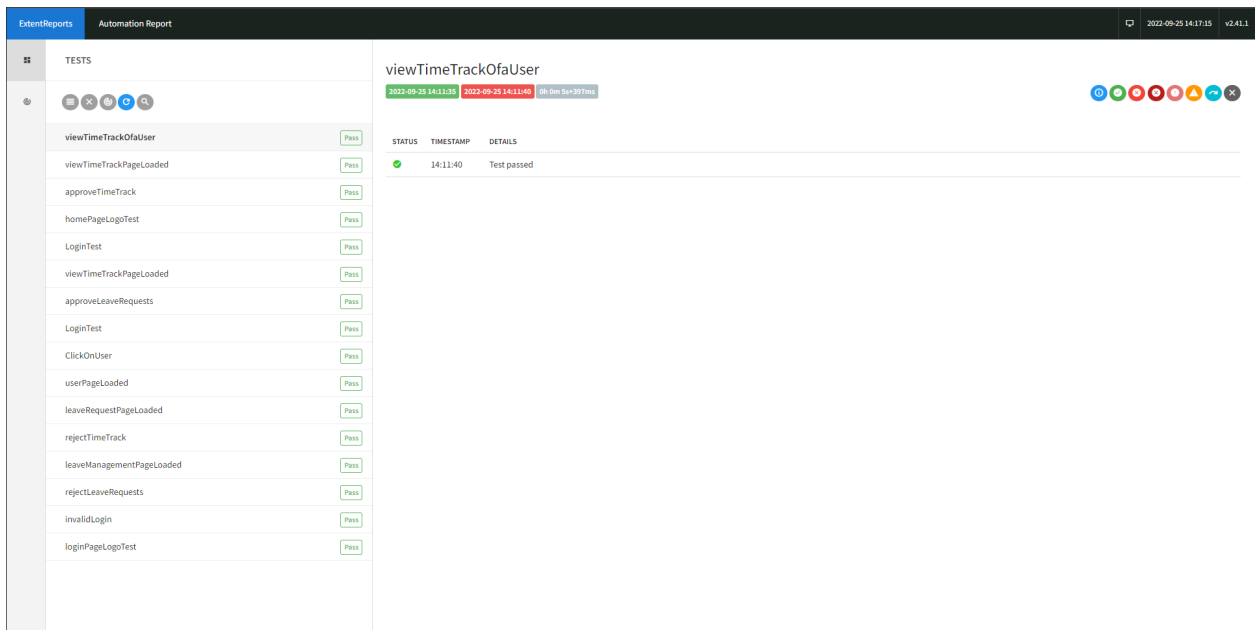 ExtentReports Automation Report 2022-09-25 14:17:15 v2.41.1
TESTS
viewTimeTrackOfaUser Pass
viewTimeTrackPageLoaded Pass
approveTimeTrack Pass
homePageLogoTest Pass
LoginTest Pass
viewTimeTrackPageLoaded Pass
approveLeaveRequests Pass
LoginTest Pass
ClickOnUser Pass
userPageLoaded Pass
leaveRequestPageLoaded Pass
rejectTimeTrack Pass
leaveManagementPageLoaded Pass
rejectLeaveRequests Pass
invalidLogin Pass
loginPageLogoTest Pass
viewTimeTrackOfaUser
2022-09-25 14:11:35 2022-09-25 14:11:40 0h 0m 5s+397ms
STATUS TIMESTAMP DETAILS
14:11:40 Test passed